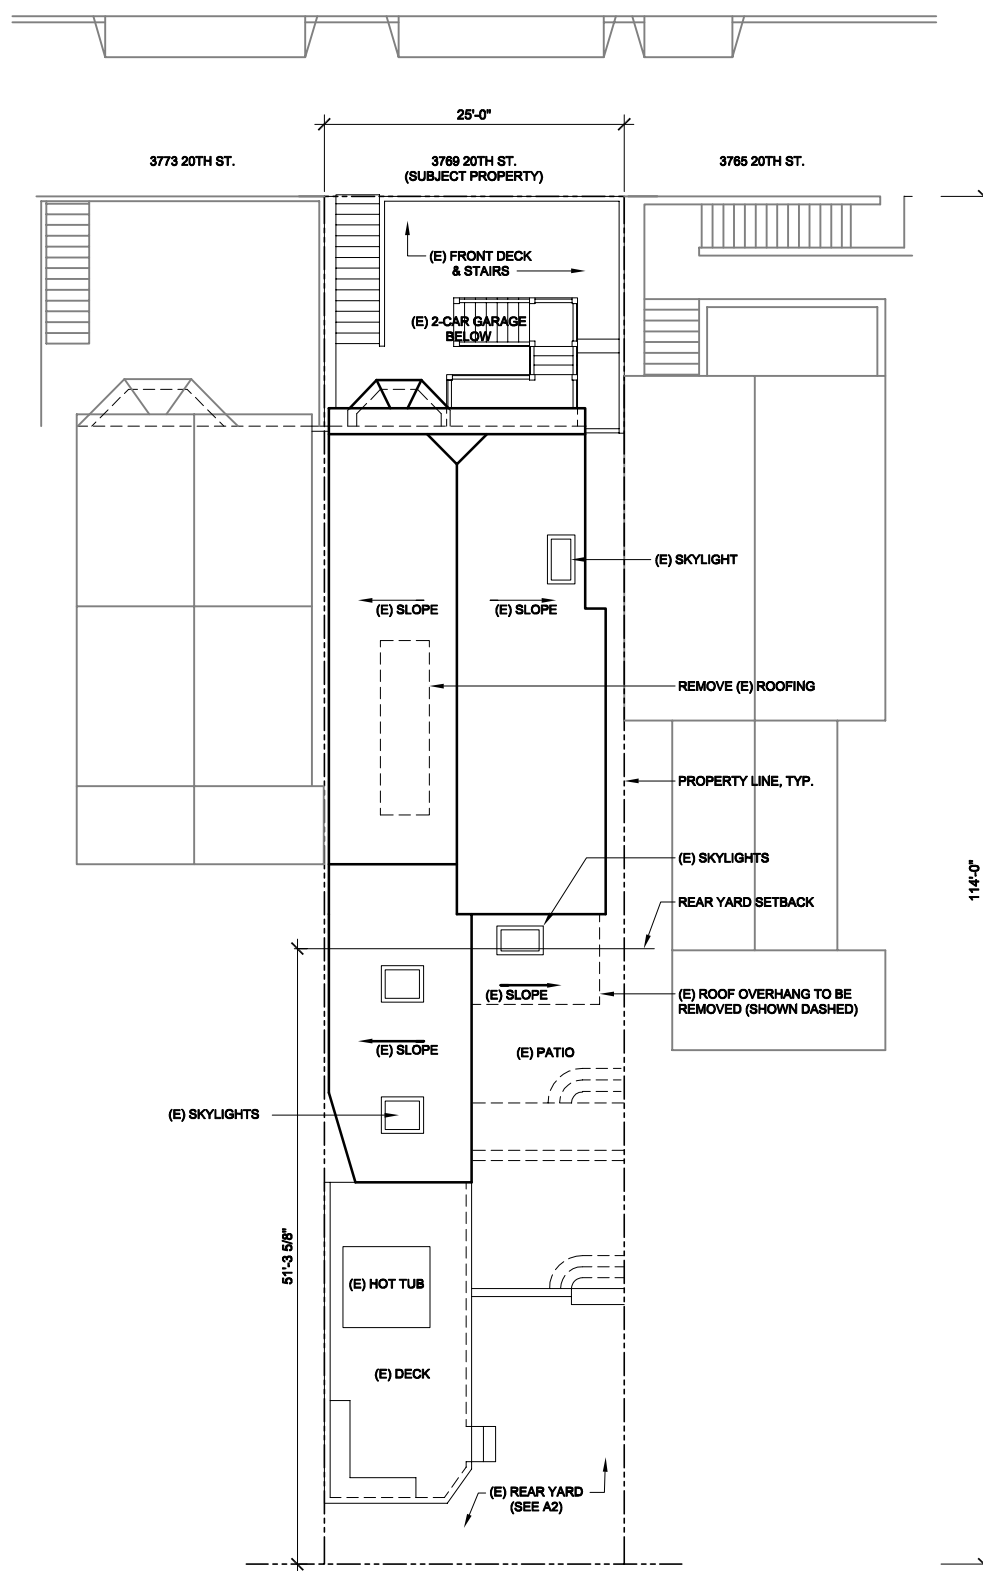 25'-0"
3773 20TH ST.
3769 20TH ST.
(SUBJECT PROPERTY)
3765 20TH ST.
(E) FRONT DECK
& STAIRS
(E) 2-CAR GARAGE
BELOW
(E) SKYLIGHT
(E) SLOPE
(E) SLOPE
REMOVE (E) ROOFING
PROPERTY LINE, TYP.
(E) SKYLIGHTS
114'-0"
REAR YARD SETBACK
(E) SLOPE
(E) ROOF OVERHANG TO BE
REMOVED (SHOWN DASHED)
(E) SLOPE
(E) PATIO
(E) SKYLIGHTS
51'-3 5/8"
(E) HOT TUB
(E) DECK
(E) REAR YARD
(SEE A2)